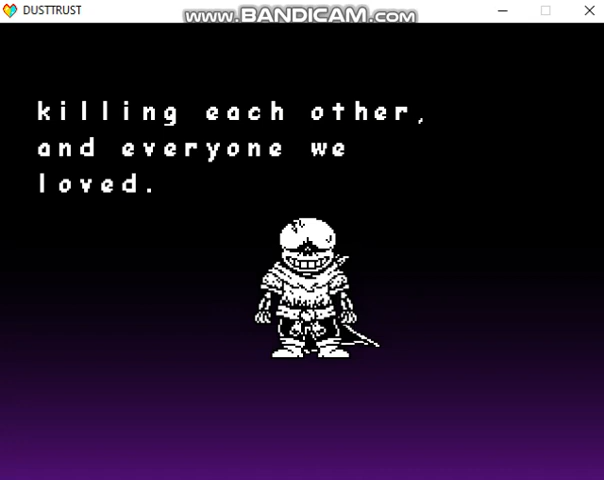 DUSTTRUST
www.BANDICAM.com
killing each other,
and everyone we
loved.